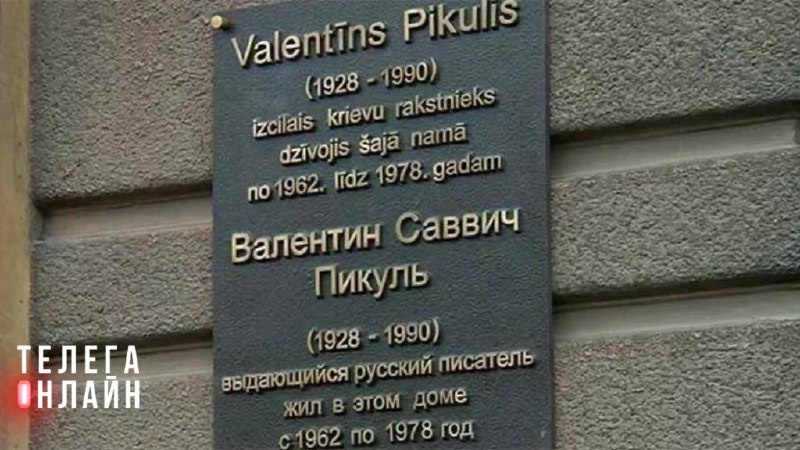 Valentīns Pikulis
(1928 - 1990)
izcilais krievu rakstnieks
dzīvojis šajā namā
no 1962. līdz 1978. gadam
Валентин Саввич
Пикуль
(1928 - 1990)
выдающийся русский писатель
жил в этом доме
с 1962 по 1978 год
ТЕЛЕГА
ОНЛАЙН